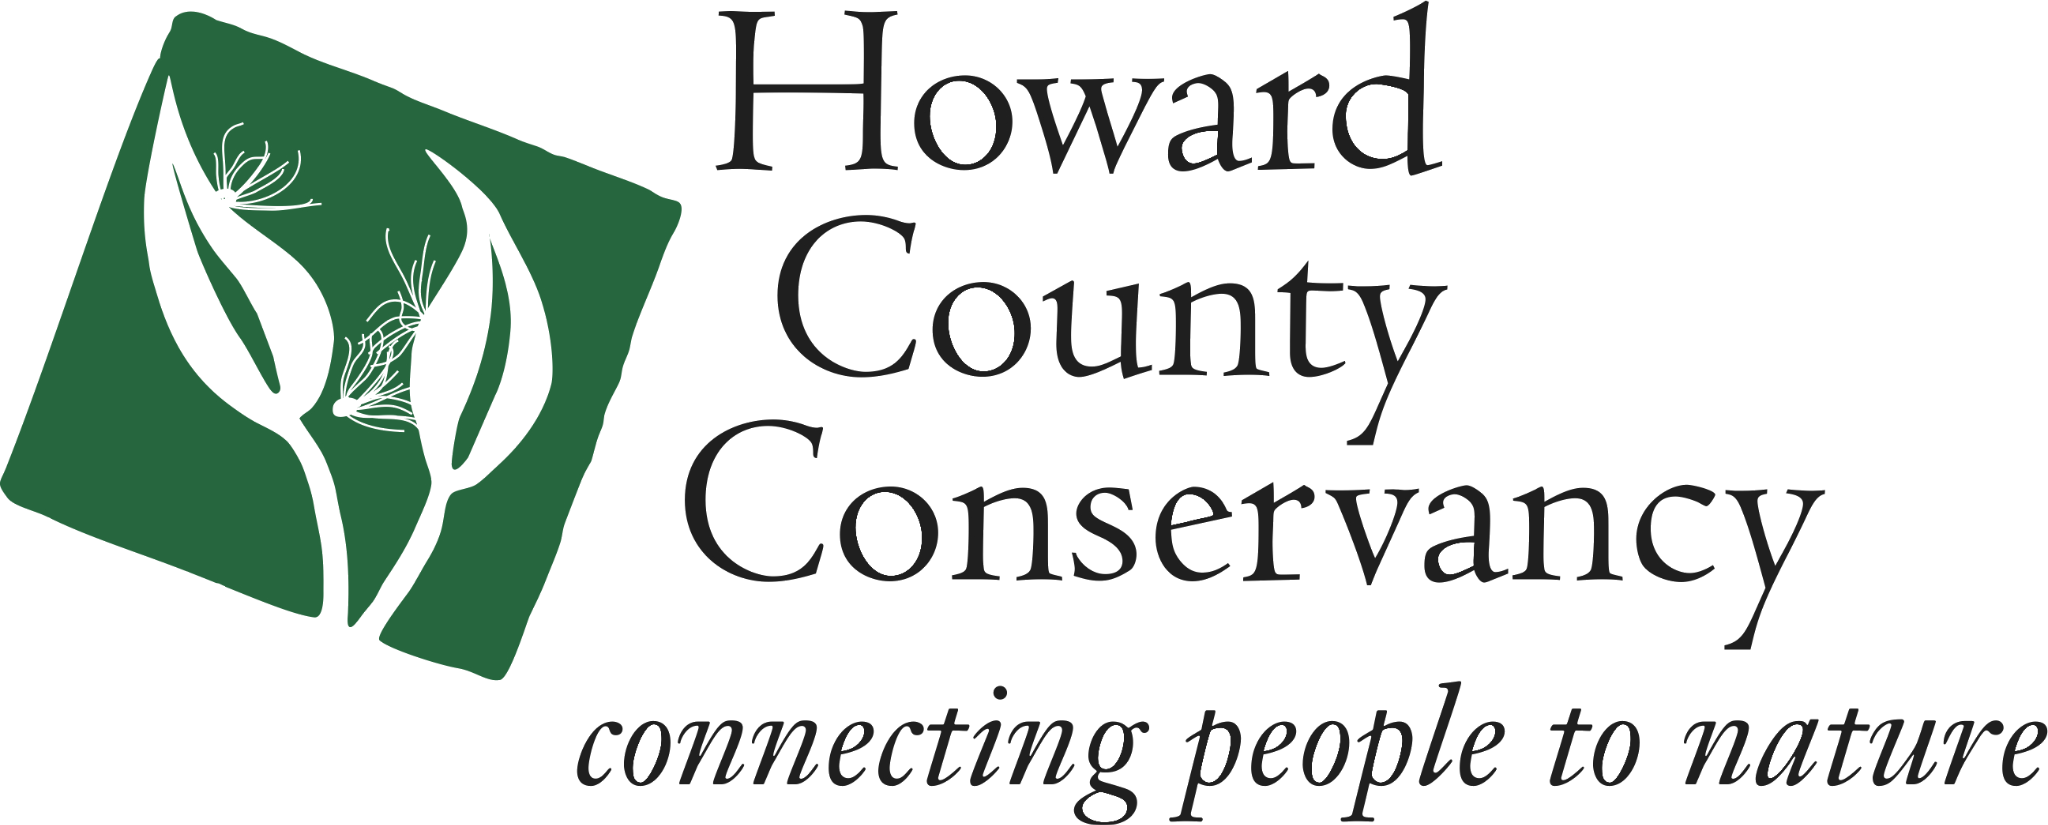 Howard
County
Conservancy
connecting people to nature